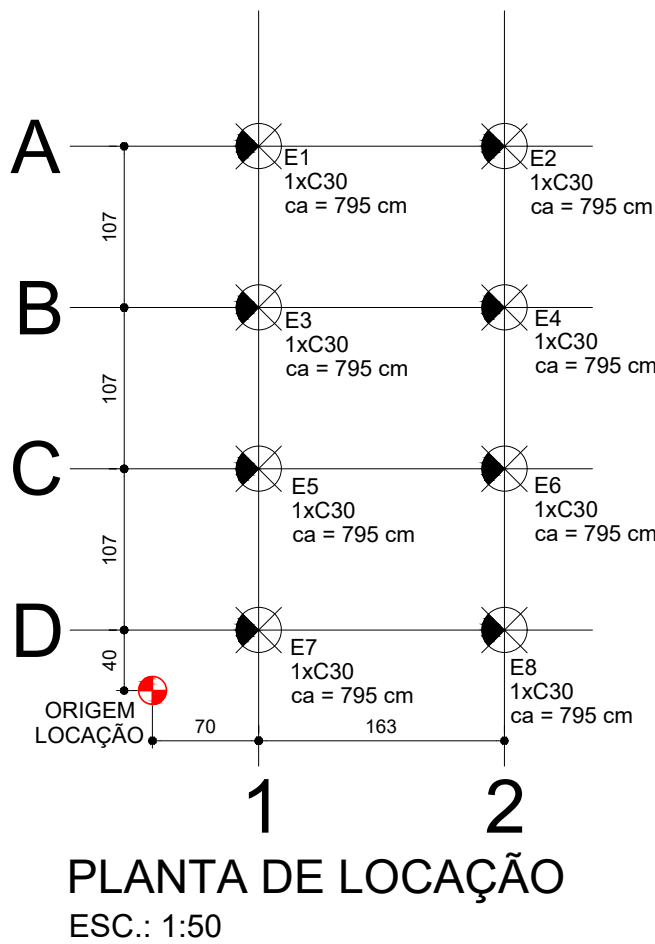 A
E1
1xC30
ca = 795 cm
E2
1xC30
ca = 795 cm
107
B
E3
1xC30
ca = 795 cm
E4
1xC30
ca = 795 cm
107
C
E5
1xC30
ca = 795 cm
E6
1xC30
ca = 795 cm
107
D
E7
1xC30
ca = 795 cm
E8
1xC30
ca = 795 cm
40
ORIGEM
LOCAÇÃO
70
163
1
2
PLANTA DE LOCAÇÃO
ESC.: 1:50